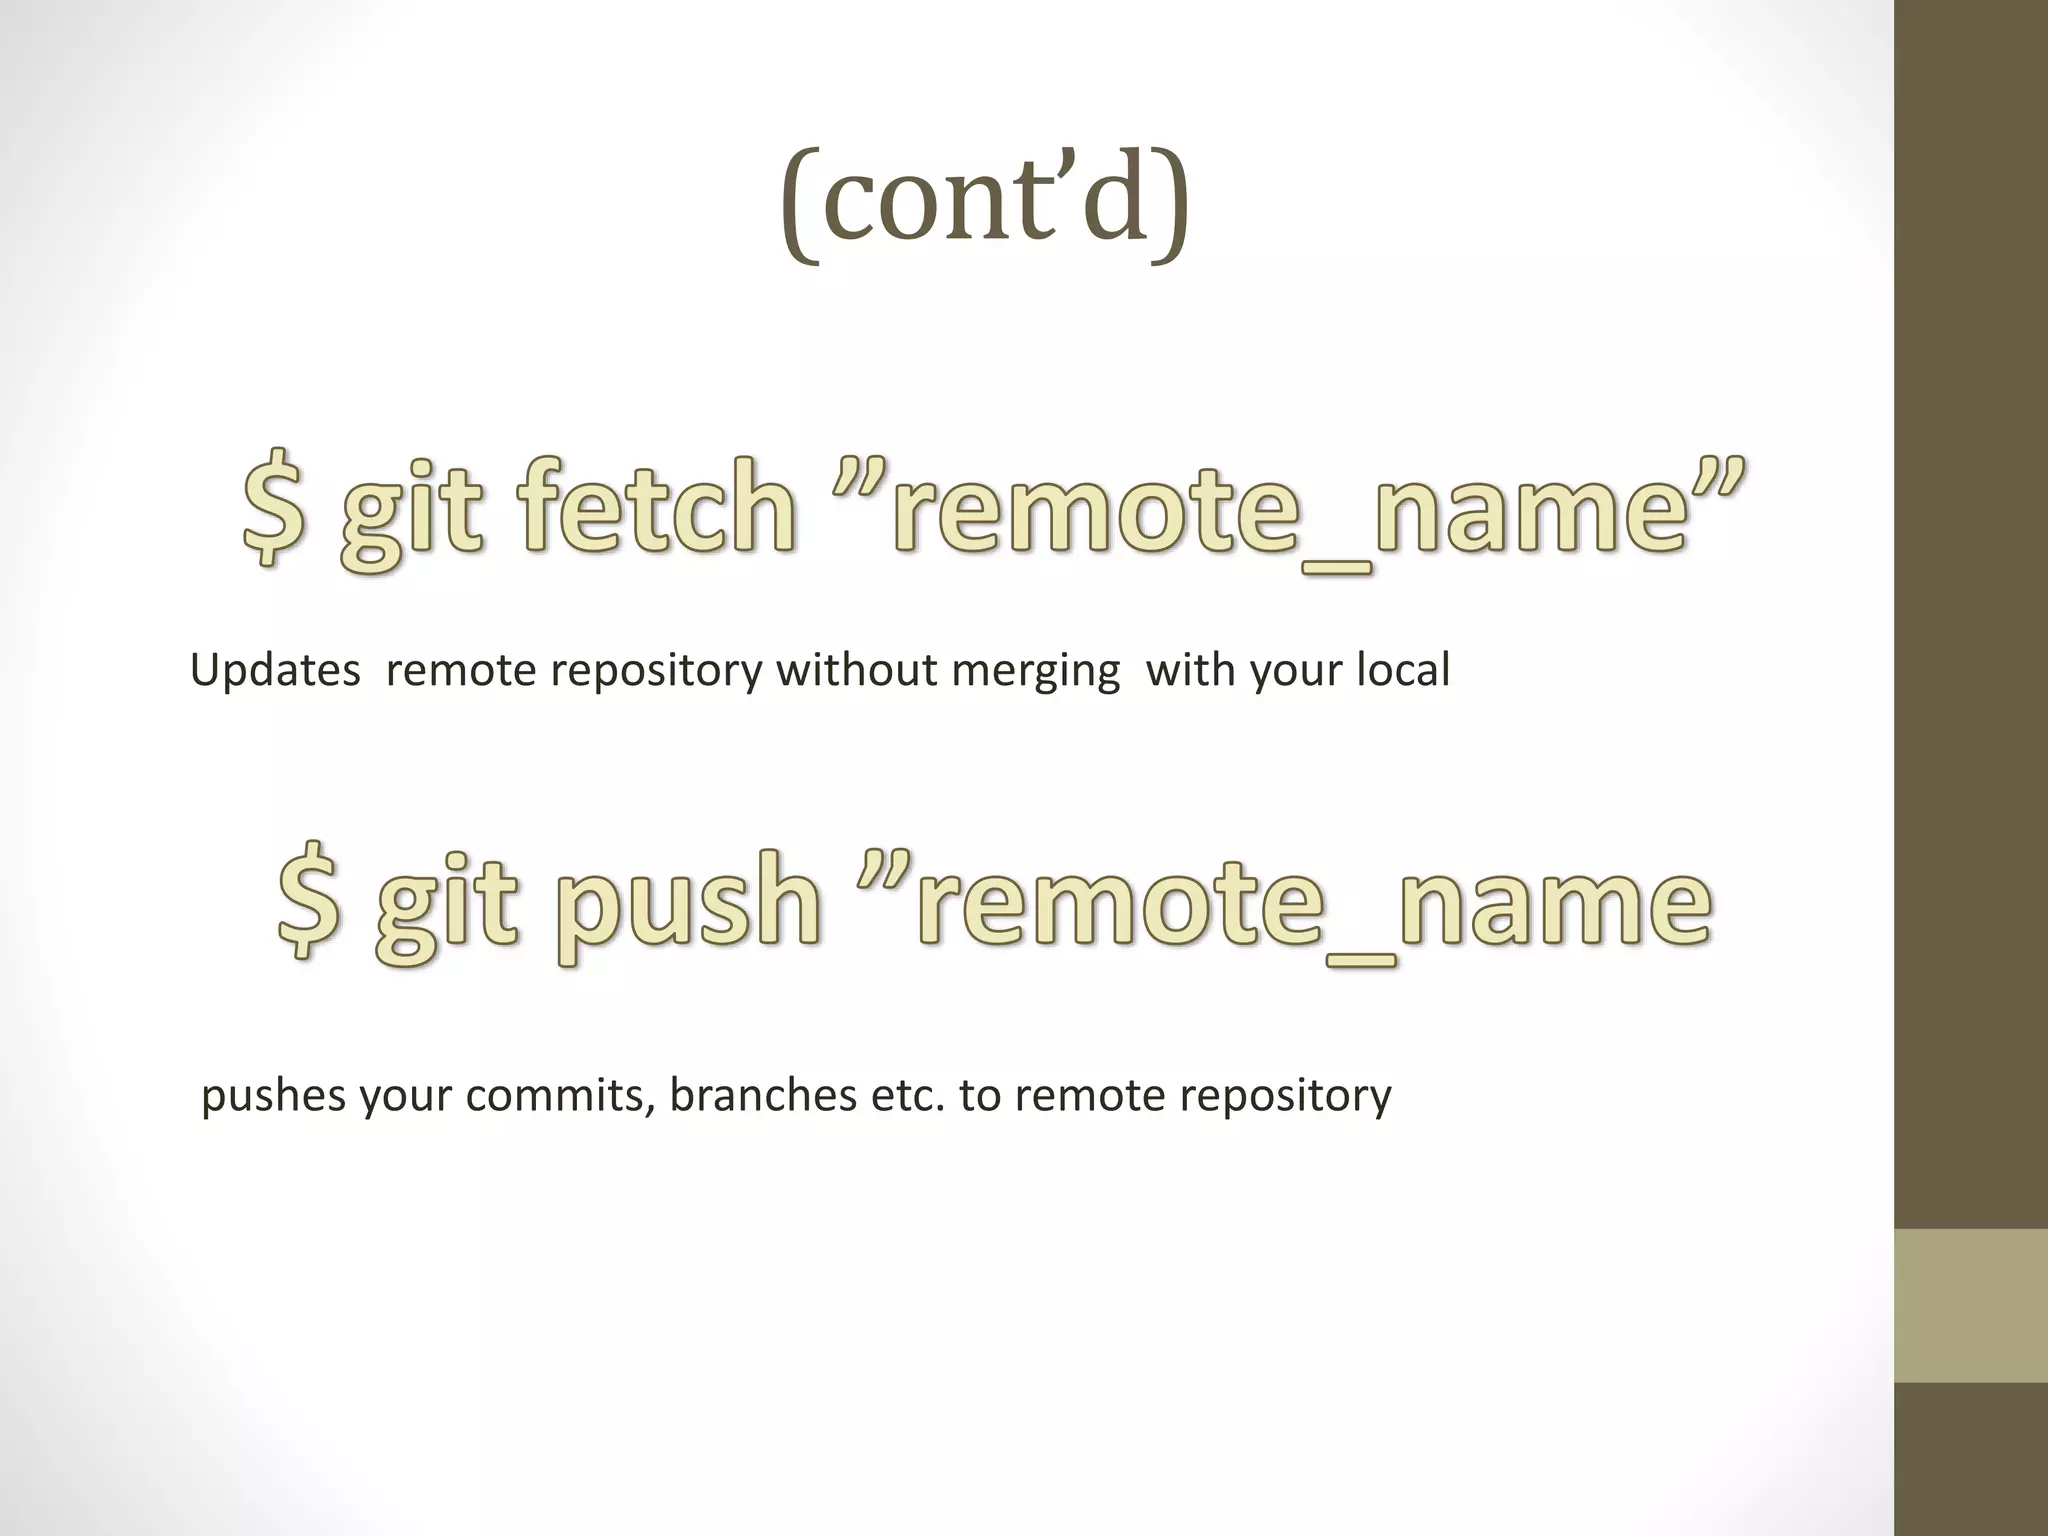 (cont’d)
$ git fetch ”remote_name”
Updates  remote repository without merging  with your local
$ git push ”remote_name
pushes your commits, branches etc. to remote repository